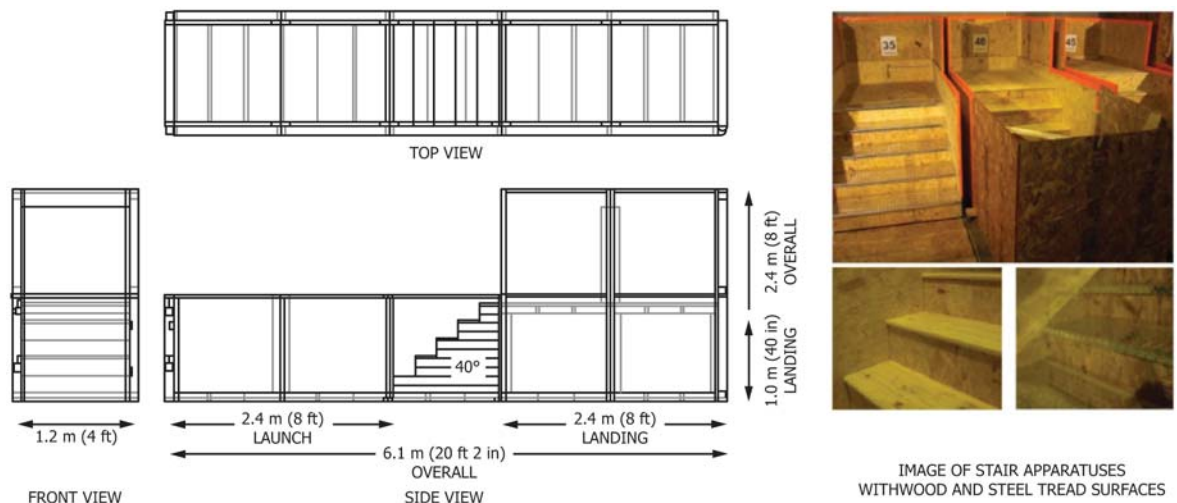 TOP VIEW
35
48
45
2.4 m (8 ft)
OVERALL
1.0 m (40 in)
LANDING
40°
1.2 m (4 ft)
2.4 m (8 ft)
LAUNCH
2.4 m (8 ft)
LANDING
6.1 m (20 ft 2 in)
OVERALL
FRONT VIEW
SIDE VIEW
IMAGE OF STAIR APPARATUSES
WITHWOOD AND STEEL TREAD SURFACES